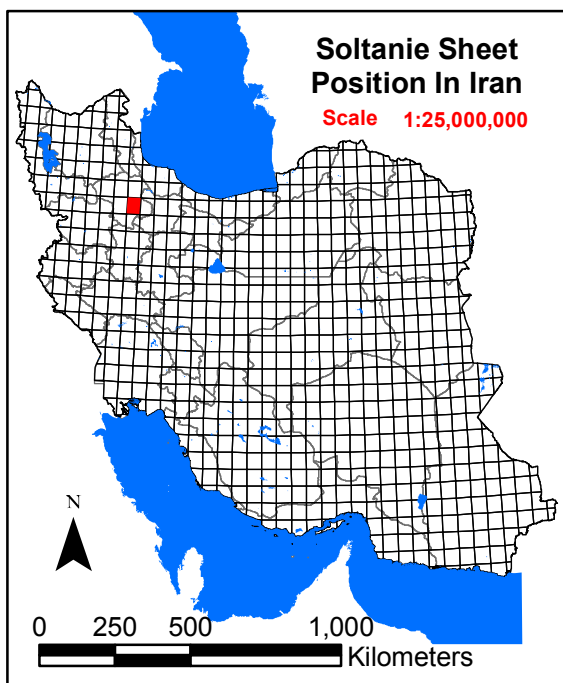 Soltanie Sheet
Position In Iran
Scale 1:25,000,000
N
0 250 500 1,000
Kilometers